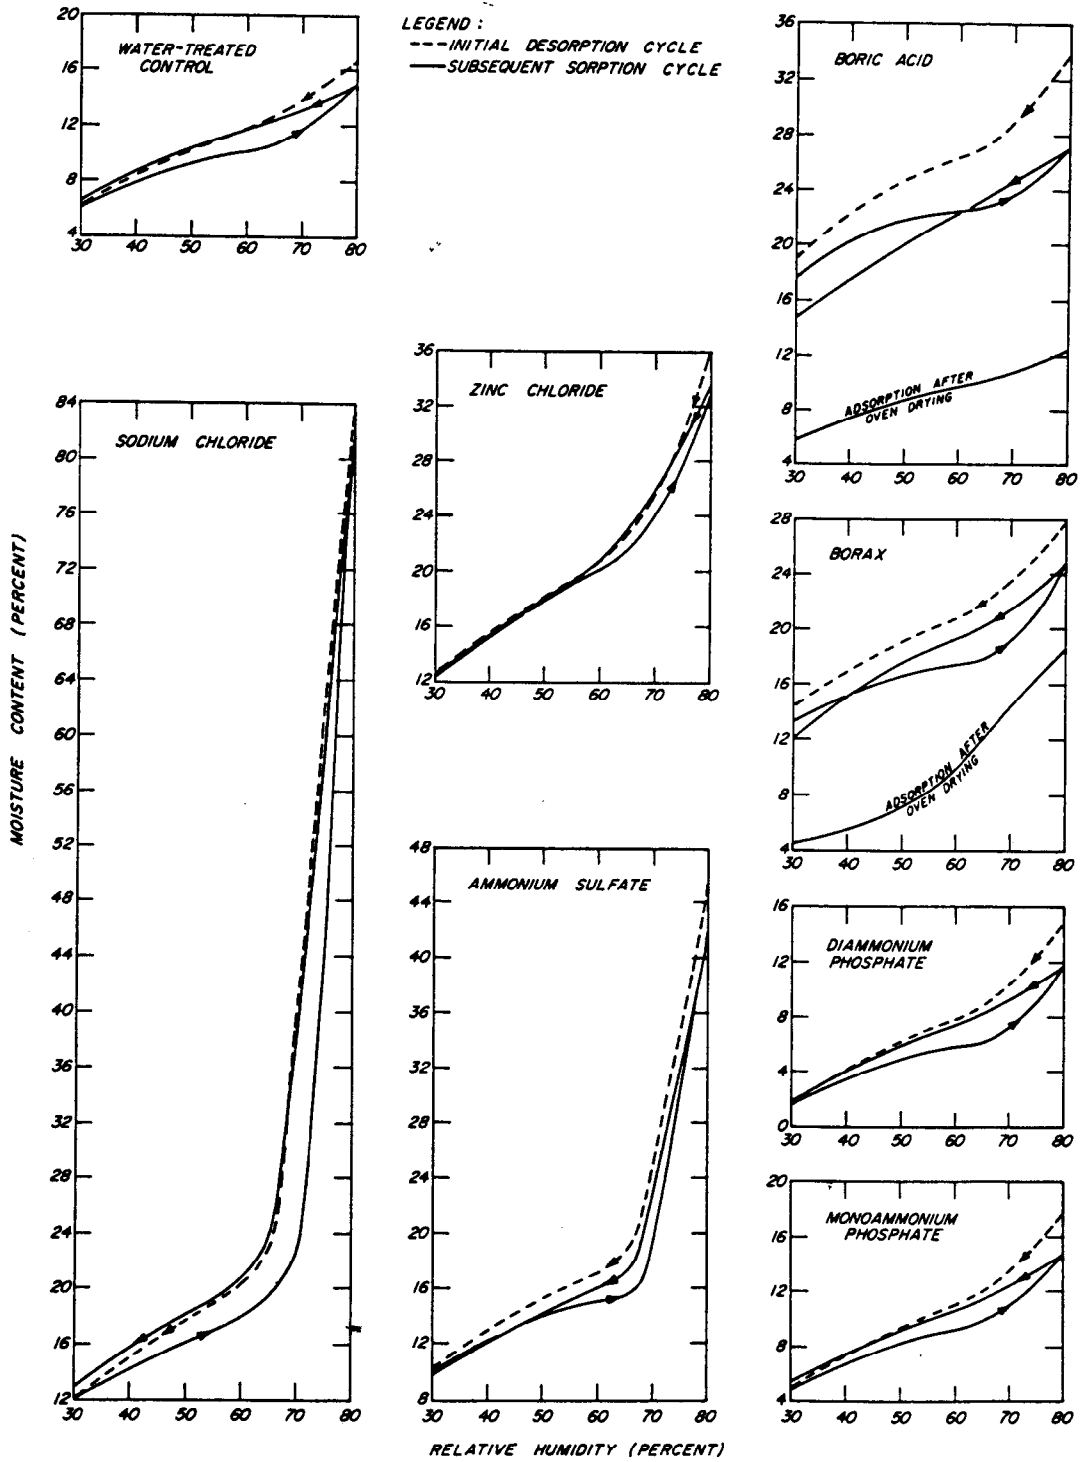 20
16
12
8
4
30 40 50 60 70 80
WATER-TREATED
CONTROL
LEGEND :
INITIAL DESORPTION CYCLE
SUBSEQUENT SORPTION CYCLE
36
32
28
24
20
16
12
8
4
30 40 50 60 70 80
BORIC ACID
ADSORPTION AFTER
OVEN DRYING
MOISTURE CONTENT (PERCENT)
84
80
76
72
68
64
60
56
52
48
44
40
36
32
28
24
20
16
12
30 40 50 60 70 80
SODIUM CHLORIDE
36
32
28
24
20
16
12
30 40 50 60 70 80
ZINC CHLORIDE
28
24
20
16
12
8
4
30 40 50 60 70 80
BORAX
ADSORPTION AFTER
OVEN DRYING
48
44
40
36
32
28
24
20
16
12
8
30 40 50 60 70 80
AMMONIUM SULFATE
16
12
8
4
0
30 40 50 60 70 80
DIAMMONIUM
PHOSPHATE
20
16
12
8
4
30 40 50 60 70 80
MONOAMMONIUM
PHOSPHATE
RELATIVE HUMIDITY (PERCENT)